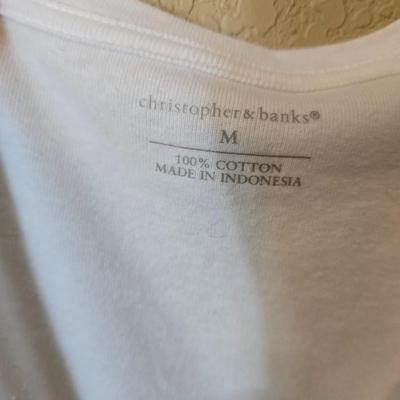 christopher&banks®
M
100% COTTON
MADE IN INDONESIA